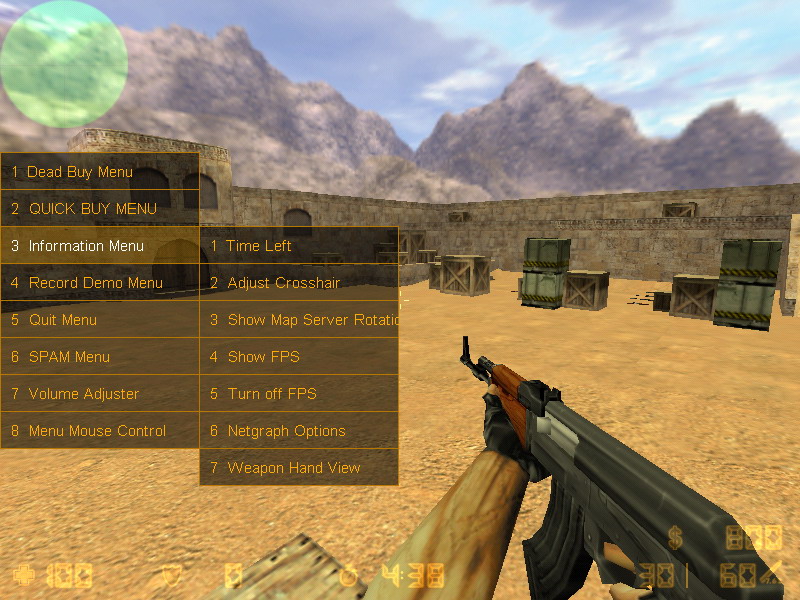 1 Dead Buy Menu
2 QUICK BUY MENU
3 Information Menu
4 Record Demo Menu
5 Quit Menu
6 SPAM Menu
7 Volume Adjuster
8 Menu Mouse Control
1 Time Left
2 Adjust Crosshair
3 Show Map Server Rotatio
4 Show FPS
5 Turn off FPS
6 Netgraph Options
7 Weapon Hand View
$ 800
100 0 4:38 30 | 60